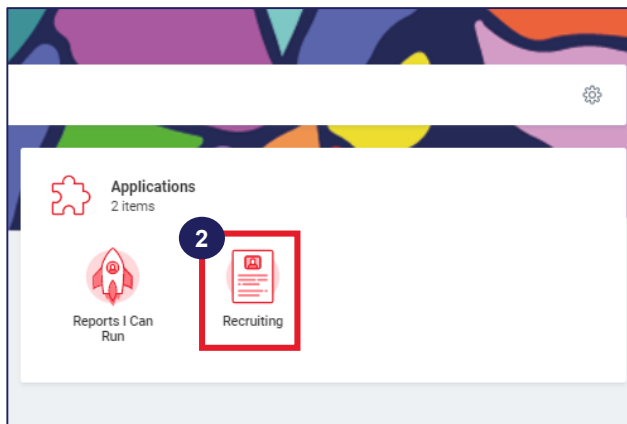 Applications
2 items
2
Reports I Can
Run
Recruiting